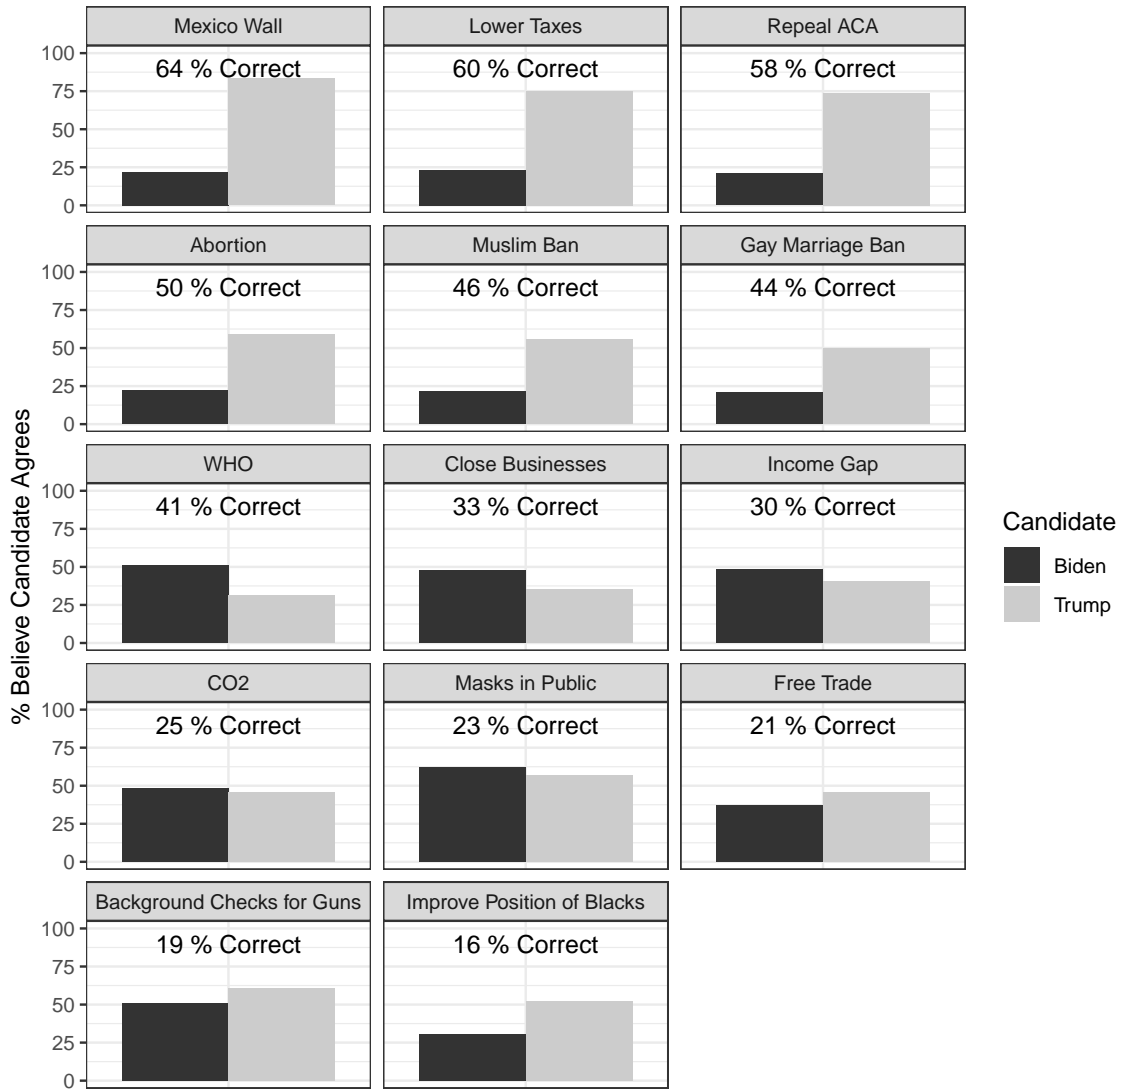 Mexico Wall
Lower Taxes
Repeal ACA
64 % Correct
60 % Correct
58 % Correct
100
75
50
25
0
Abortion
Muslim Ban
Gay Marriage Ban
50 % Correct
46 % Correct
44 % Correct
100
75
50
25
0
WHO
Close Businesses
Income Gap
41 % Correct
33 % Correct
30 % Correct
100
75
50
25
0
CO2
Masks in Public
Free Trade
25 % Correct
23 % Correct
21 % Correct
100
75
50
25
0
Background Checks for Guns
Improve Position of Blacks
19 % Correct
16 % Correct
100
75
50
25
0
% Believe Candidate Agrees
Candidate
Biden
Trump